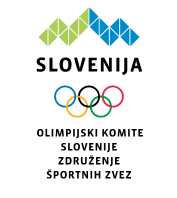 SLOVENIJA
OLIMPIJSKI KOMITE
SLOVENIJE
ZDRUŽENJE
ŠPORTNIH ZVEZ